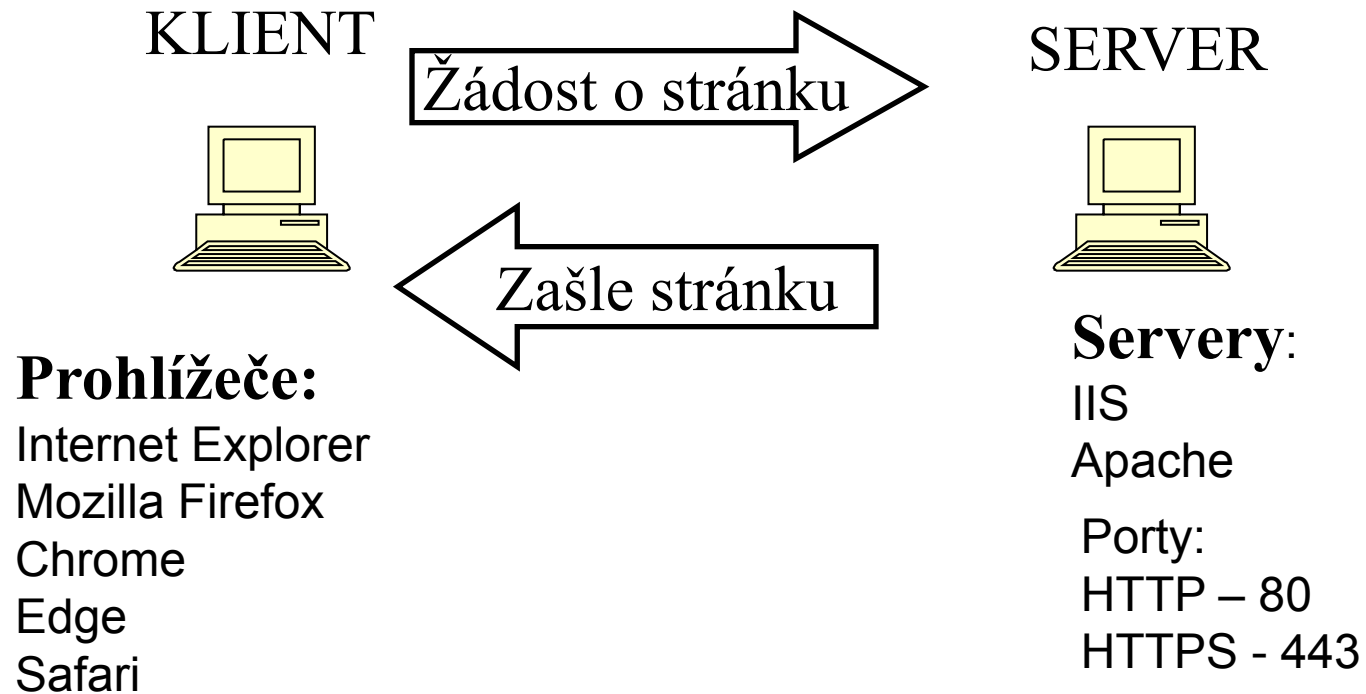 KLIENT
Žádost o stránku
SERVER
Zašle stránku
Prohlížeče:
Internet Explorer
Mozilla Firefox
Chrome
Edge
Safari
Servery:
IIS
Apache
Porty:
HTTP – 80
HTTPS - 443